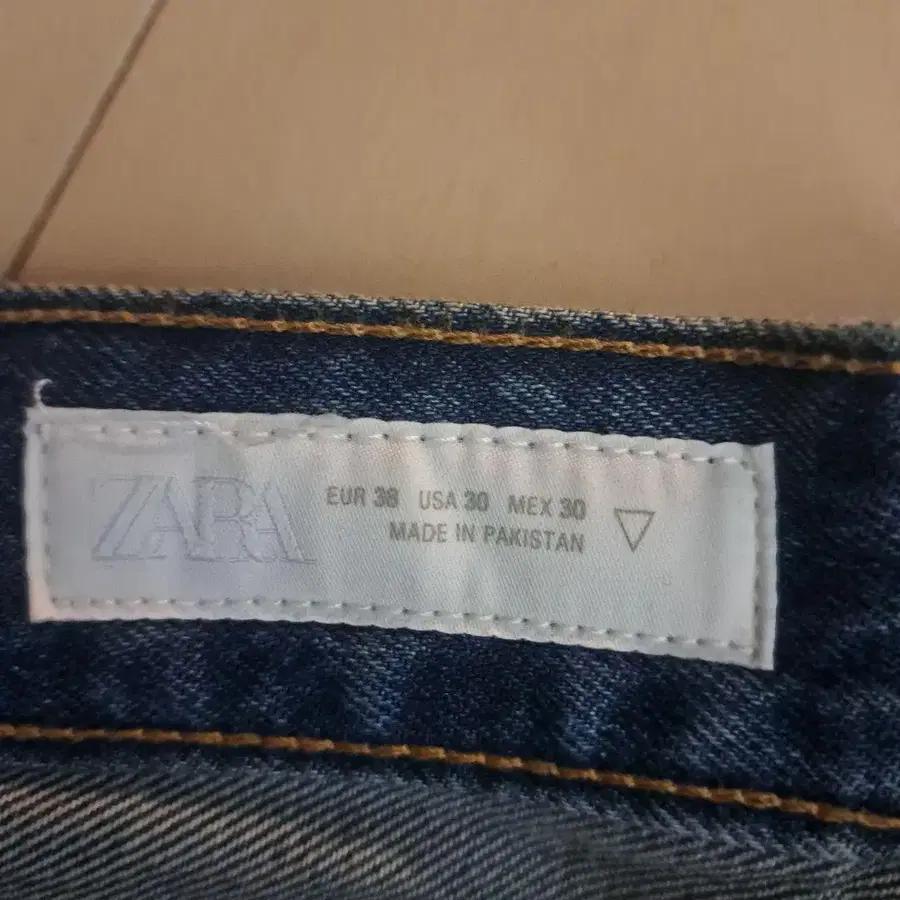 ZARA
EUR 38 USA 30 MEX 30
MADE IN PAKISTAN